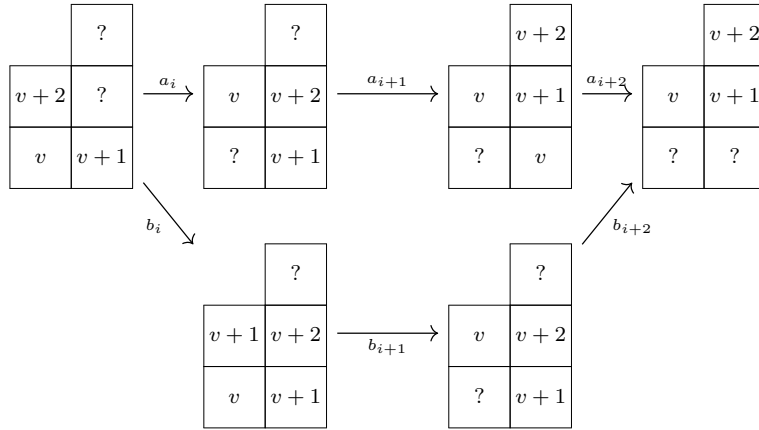 ? ? v + 2 v + 2
v + 2 ? a_i v v + 2 a_{i+1} v v + 1 a_{i+2} v v + 1
v v + 1 ? v + 1 ? v ? ?
b_i b_{i+2}
? ?
v + 1 v + 2 b_{i+1} v v + 2
v v + 1 ? v + 1